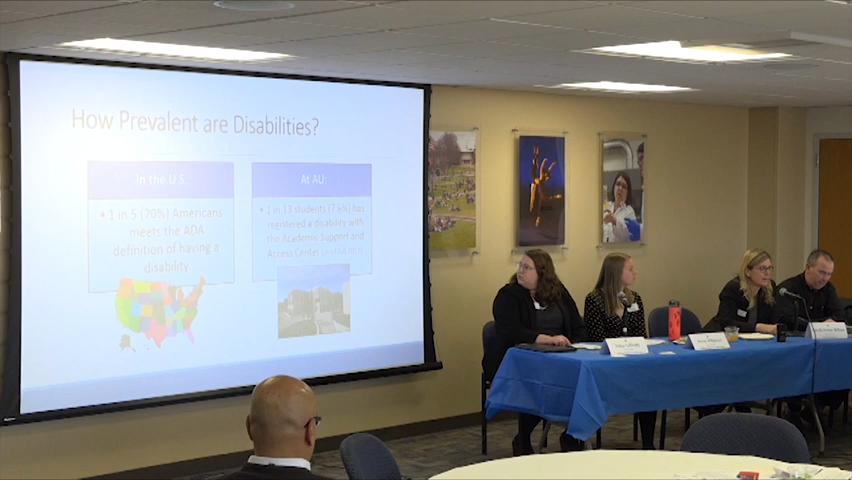 How Prevalent are Disabilities?
In the U.S.
• 1 in 5 (20%) Americans
meets the ADA
definition of having a
disability
At AU:
• 1 in 13 students (7.6%) has
registered a disability with
the Academic Support and
Access Center